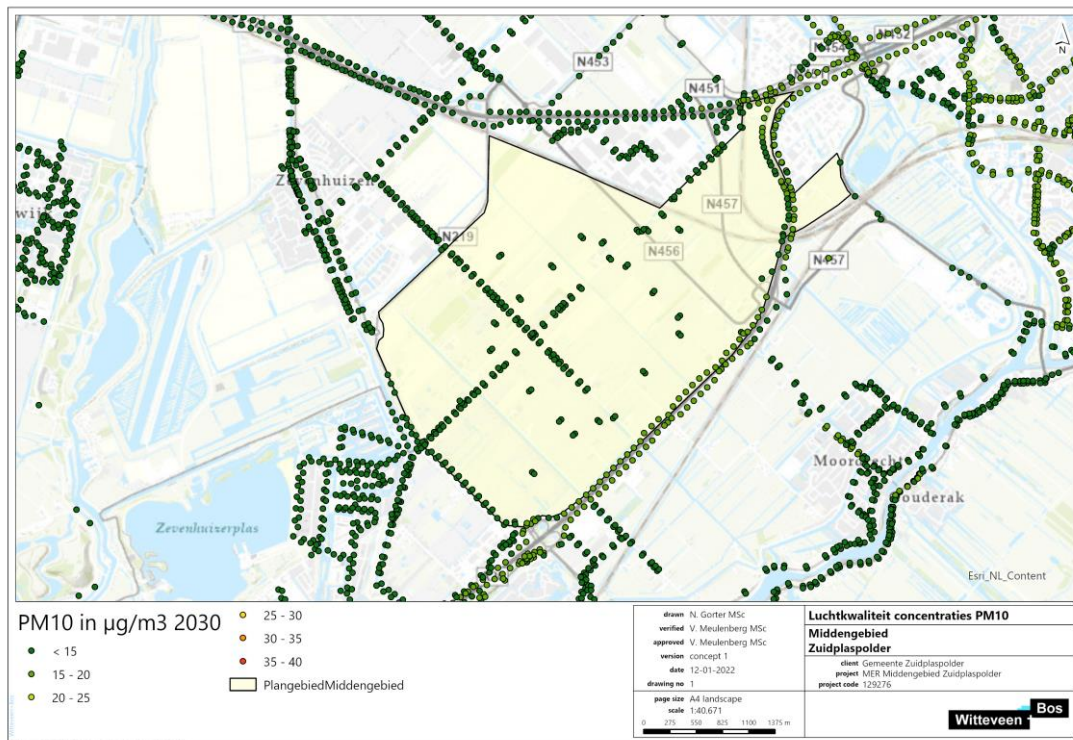 N453
N454
N452
N
N451
Zevenhuizen
N457
N219
N456
N457
Moordrecht
Gouderak
Zevenhuizerplas
Esri_NL_Content
PM10 in µg/m3 2030
< 15
15 - 20
20 - 25
25 - 30
30 - 35
35 - 40
PlangebiedMiddengebied
drawn N. Gorter MSc
verified V. Meulenberg MSc
approved V. Meulenberg MSc
version concept 1
date 12-01-2022
drawing no 1
page size A4 landscape
scale 1:40.671
0 275 550 825 1100 1375 m
Luchtkwaliteit concentraties PM10
Middengebied
Zuidplaspolder
client Gemeente Zuidplaspolder
project MER Middengebied Zuidplaspolder
project code 129276
Witteveen + Bos